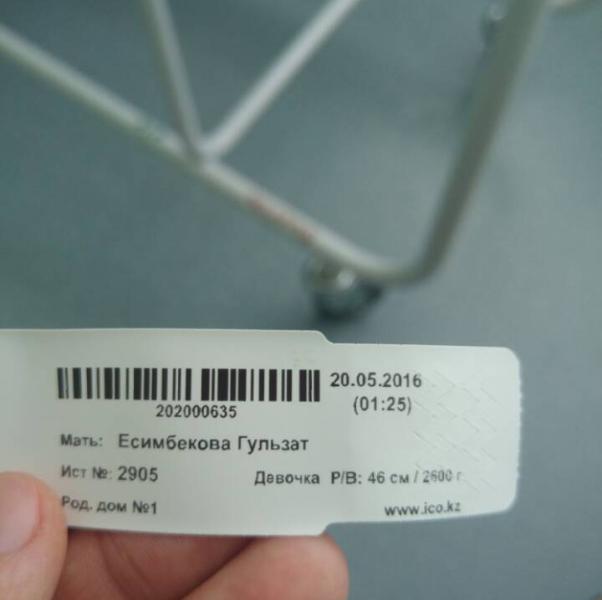 20.05.2016
202000635
(01:25)
Мать: Есимбекова Гульзат
Ист №: 2905
Девочка Р/В: 46 см / 2600 г
Род. дом №1
www.ico.kz